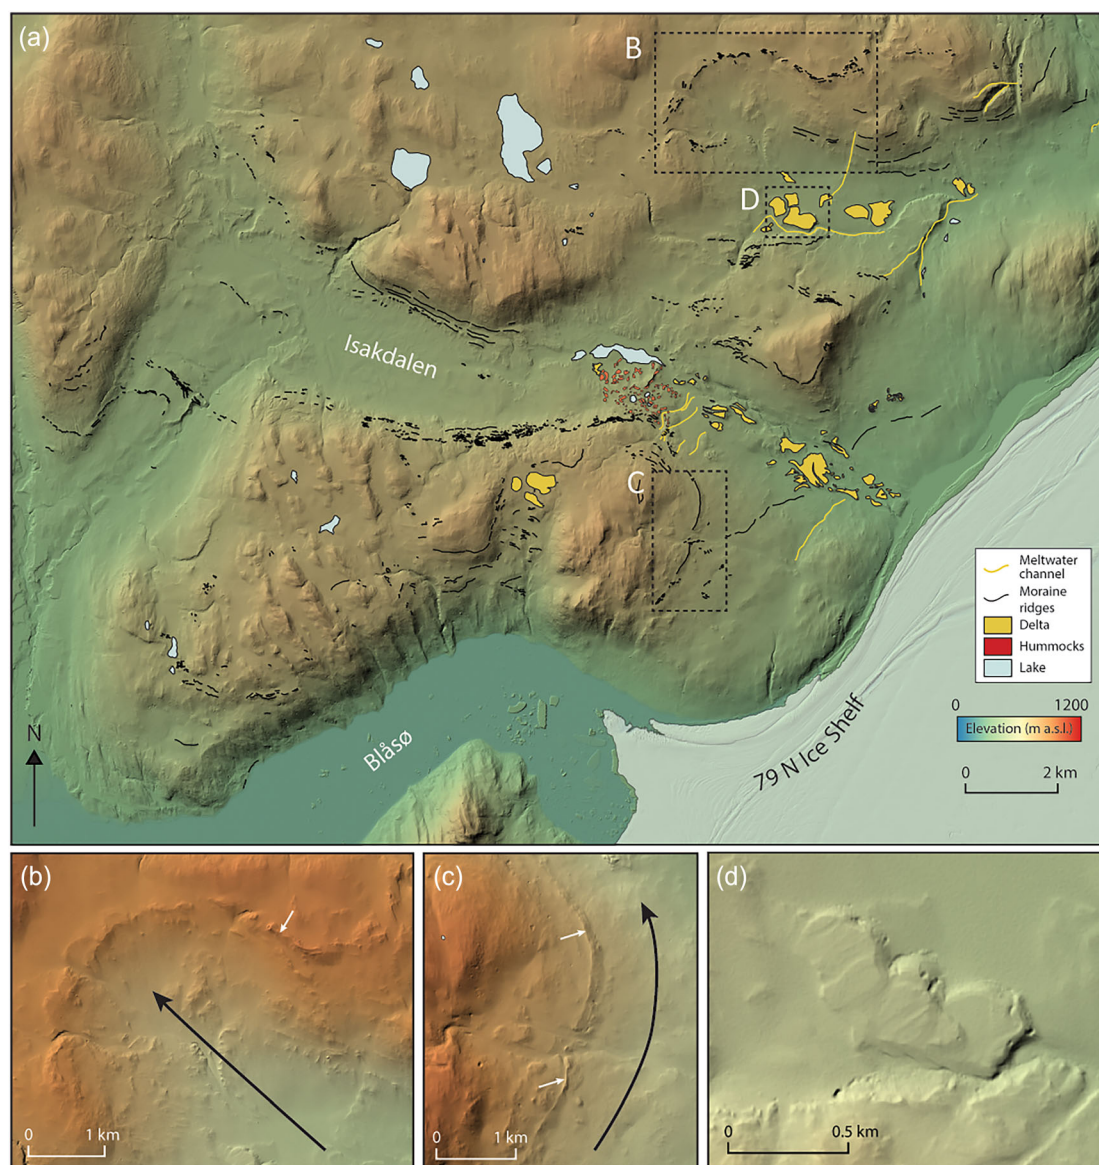 (a)
B
D
Isakdalen
C
Meltwater
channel
Moraine
ridges
Delta
Hummocks
Lake
0 1200
Elevation (m a.s.l.)
0 2 km
N
Blåsø
79 N Ice Shelf
(b)
0 1 km
(c)
0 1 km
(d)
0 0.5 km